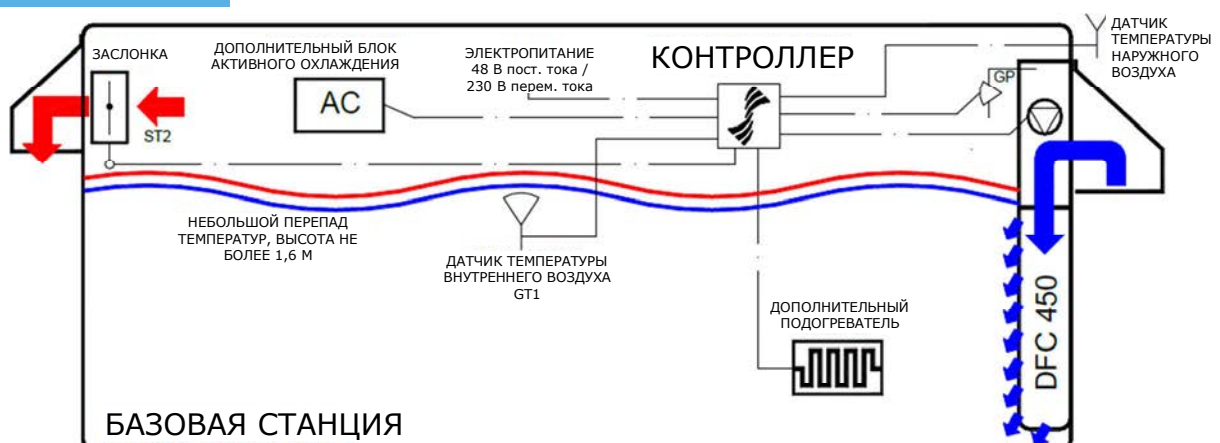 ЗАСЛОНКА
ST2
ДОПОЛНИТЕЛЬНЫЙ БЛОК
АКТИВНОГО ОХЛАЖДЕНИЯ
AC
ЭЛЕКТРОПИТАНИЕ
48 В пост. тока /
230 В перем. тока
КОНТРОЛЛЕР
ДАТЧИК
ТЕМПЕРАТУРЫ
НАРУЖНОГО
ВОЗДУХА
GP
НЕБОЛЬШОЙ ПЕРЕПАД
ТЕМПЕРАТУР, ВЫСОТА НЕ
БОЛЕЕ 1,6 М
ДАТЧИК ТЕМПЕРАТУРЫ
ВНУТРЕННЕГО ВОЗДУХА
GT1
ДОПОЛНИТЕЛЬНЫЙ
ПОДОГРЕВАТЕЛЬ
DFC 450
БАЗОВАЯ СТАНЦИЯ